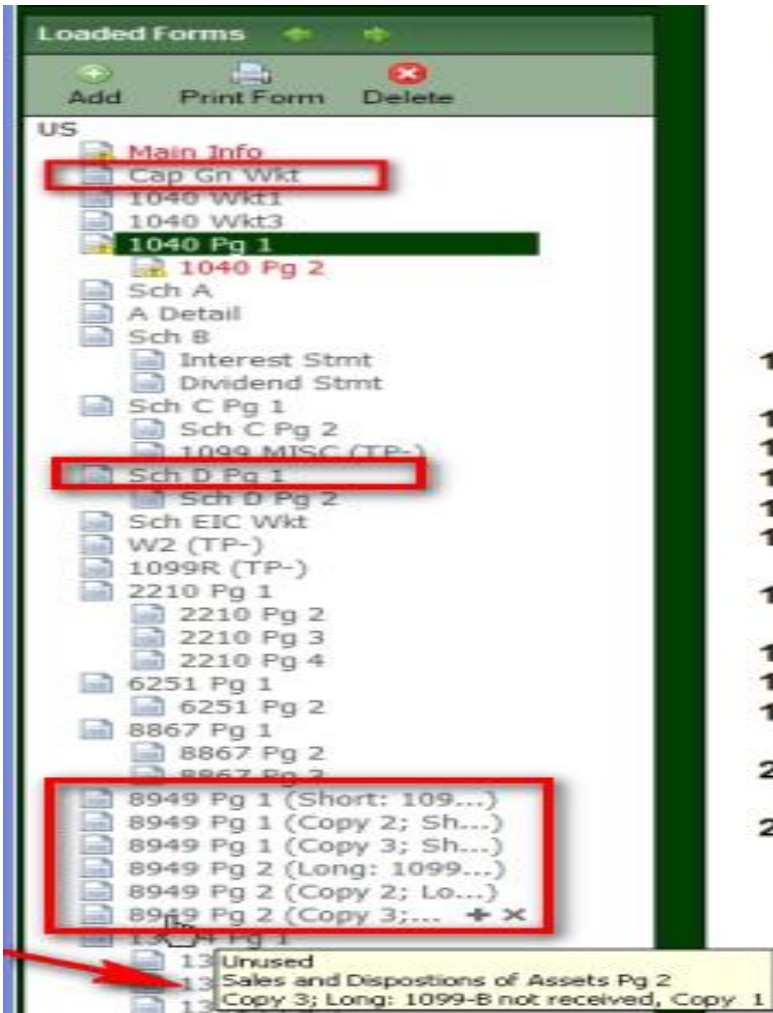 Loaded Forms
Add Print Form Delete
US
Main Info
Cap Gn Wkt
1040 Wkt1
1040 Wkt3
1040 Pg 1
1040 Pg 2
Sch A
A Detail
Sch B
Interest Stmt
Dividend Stmt
Sch C Pg 1
Sch C Pg 2
1099 MISC (TP-)
Sch D Pg 1
Sch D Pg 2
Sch EIC Wkt
W2 (TP-)
1099R (TP-)
2210 Pg 1
2210 Pg 2
2210 Pg 3
2210 Pg 4
6251 Pg 1
6251 Pg 2
8867 Pg 1
8867 Pg 2
8867 Pg 3
8949 Pg 1 (Short: 109...)
8949 Pg 1 (Copy 2; Sh...)
8949 Pg 1 (Copy 3; Sh...)
8949 Pg 2 (Long: 1099...)
8949 Pg 2 (Copy 2; Lo...)
8949 Pg 2 (Copy 3;...
Pg 1
Unused
Sales and Dispostions of Assets Pg 2
Copy 3; Long: 1099-B not received, Copy 1